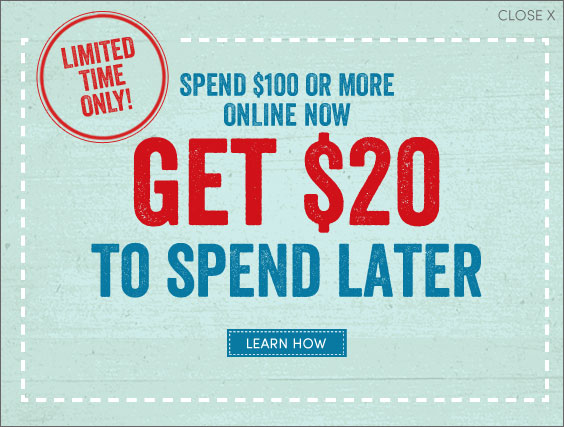 CLOSE X
LIMITED
TIME
ONLY!
SPEND $100 OR MORE
ONLINE NOW
GET $20
TO SPEND LATER
LEARN HOW